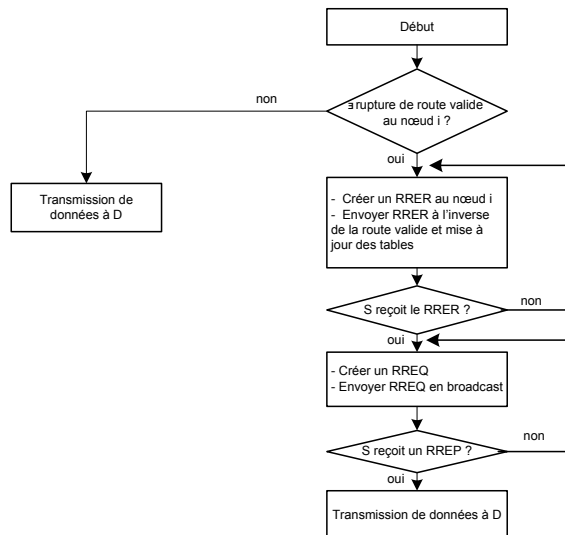 Début
∃ rupture de route valide
au nœud i ?
non
oui
Transmission de
données à D
- Créer un RRER au nœud i
- Envoyer RRER à l'inverse
de la route valide et mise à
jour des tables
S reçoit le RRER ?
non
oui
- Créer un RREQ
- Envoyer RREQ en broadcast
S reçoit un RREP ?
non
oui
Transmission de données à D